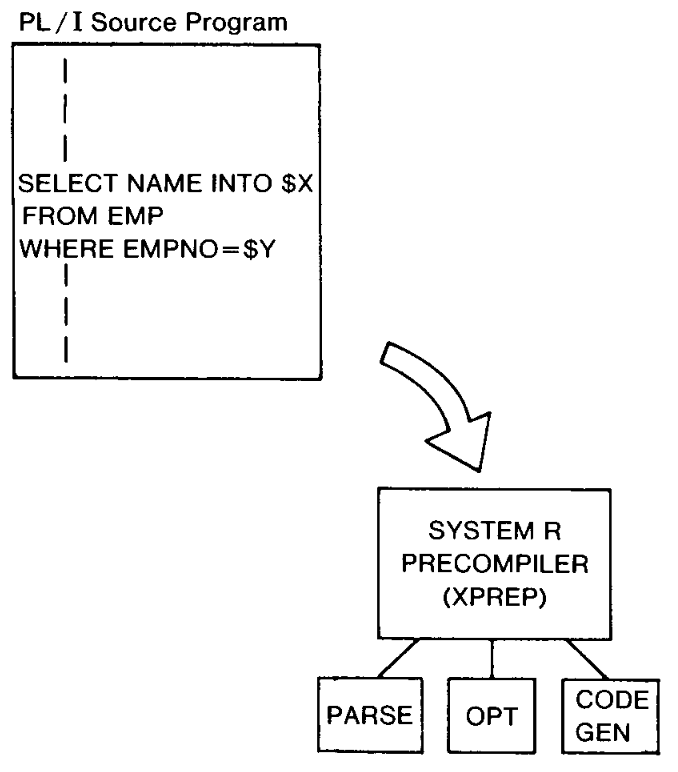 PL/I Source Program
SELECT NAME INTO $X
FROM EMP
WHERE EMPNO=$Y
SYSTEM R
PRECOMPILER
(XPREP)
PARSE
OPT
CODE
GEN